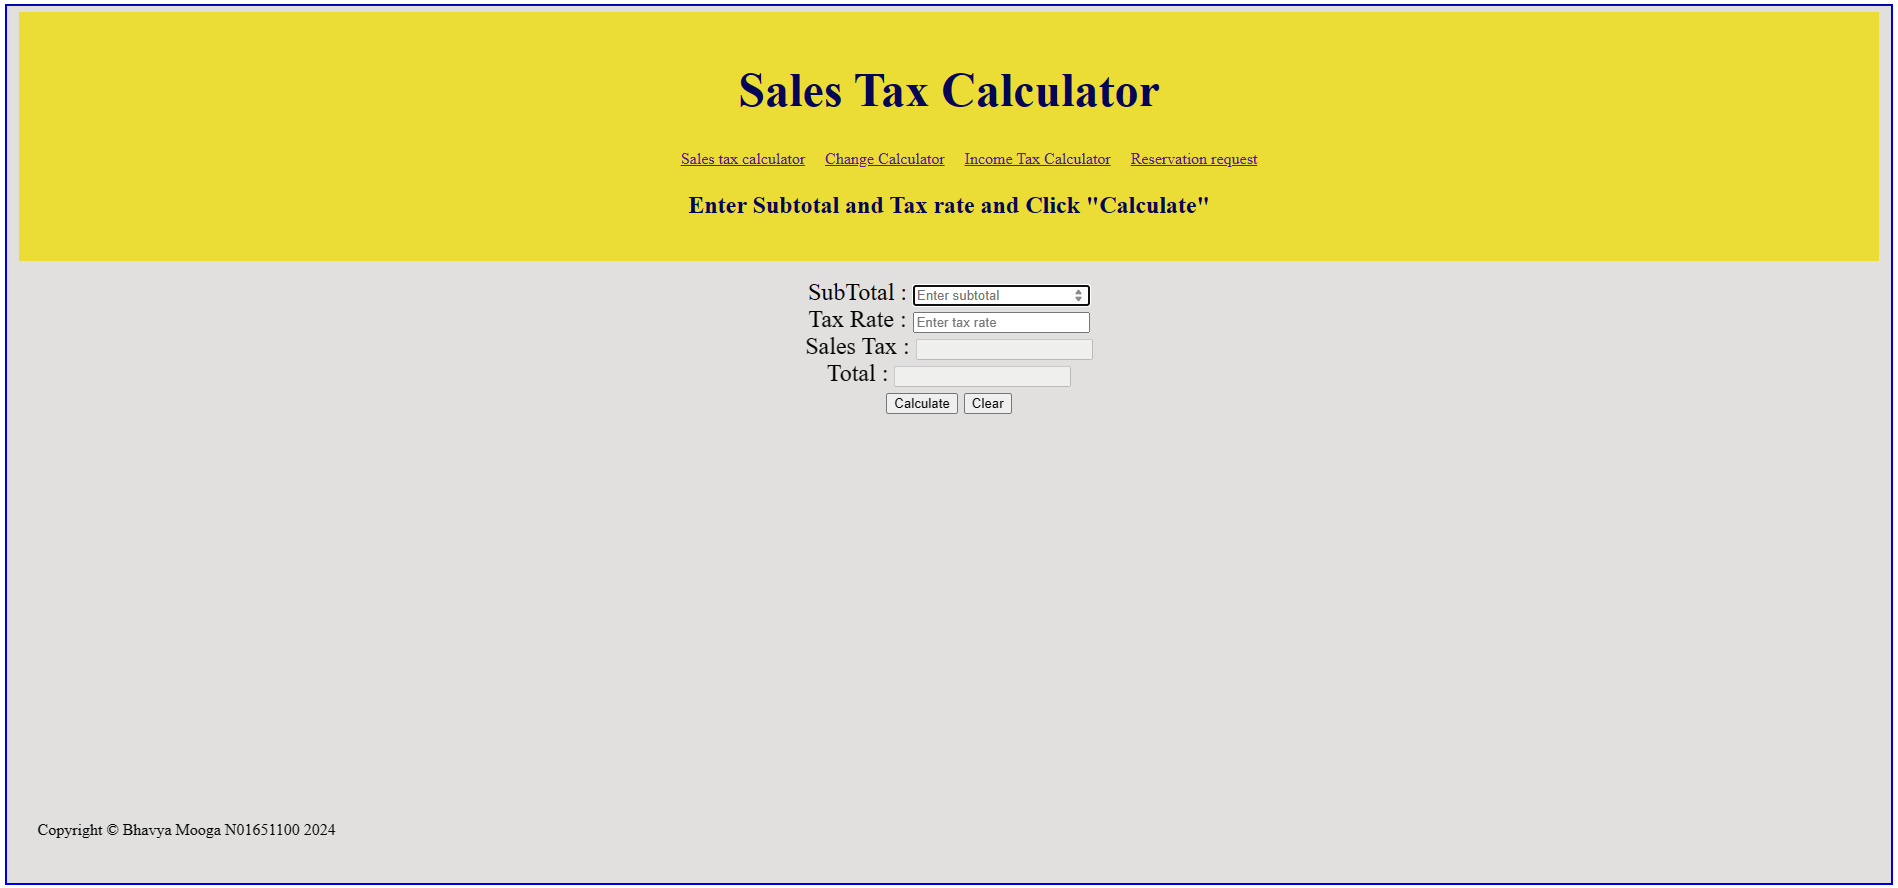 Sales Tax Calculator
Sales tax calculator Change Calculator Income Tax Calculator Reservation request
Enter Subtotal and Tax rate and Click "Calculate"
SubTotal : Enter subtotal
Tax Rate : Enter tax rate
Sales Tax :
Total :
Calculate Clear
Copyright © Bhavya Mooga N01651100 2024